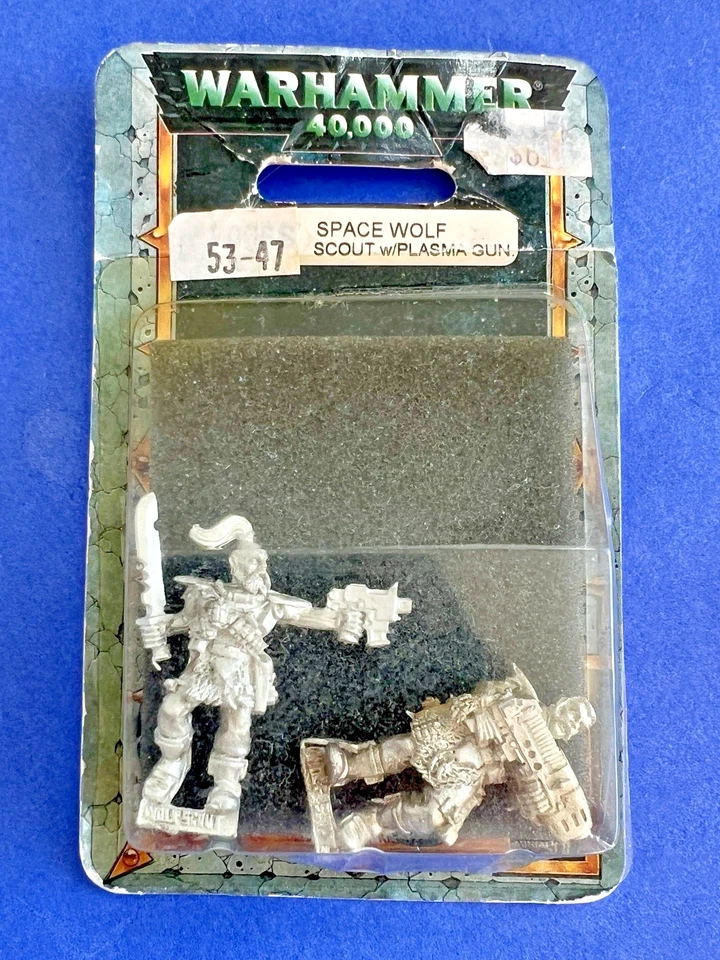 WARHAMMER®
40,000
53-47
SPACE WOLF
SCOUT w/PLASMA GUN.